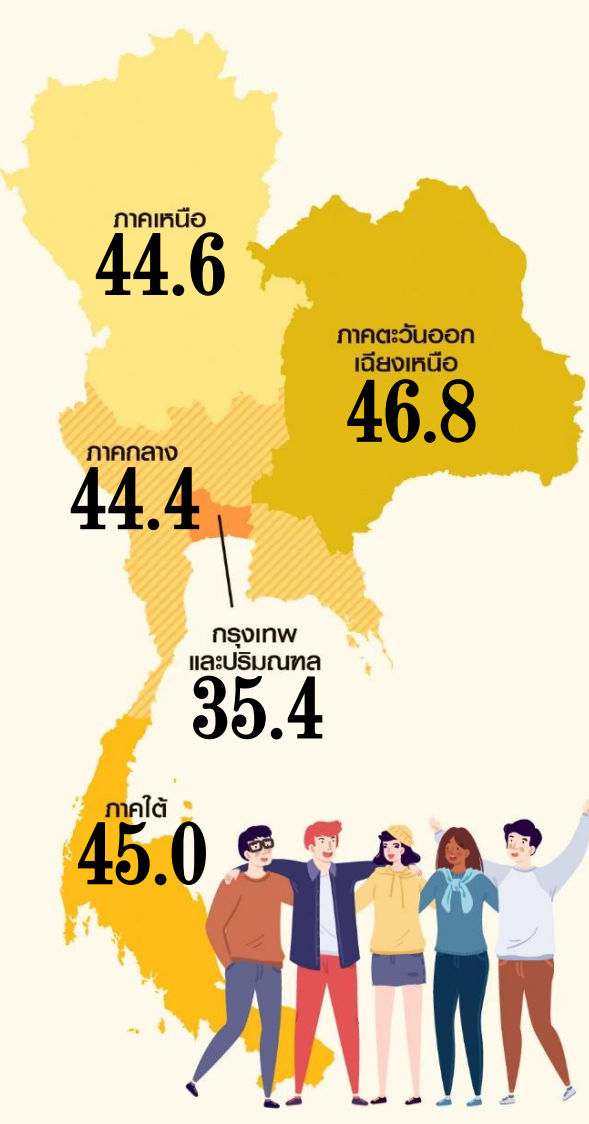 ภาคเหนือ
44.6
ภาคตะวันออก
เฉียงเหนือ
46.8
ภาคกลาง
44.4
กรุงเทพ
และปริมณฑล
35.4
ภาคใต้
45.0